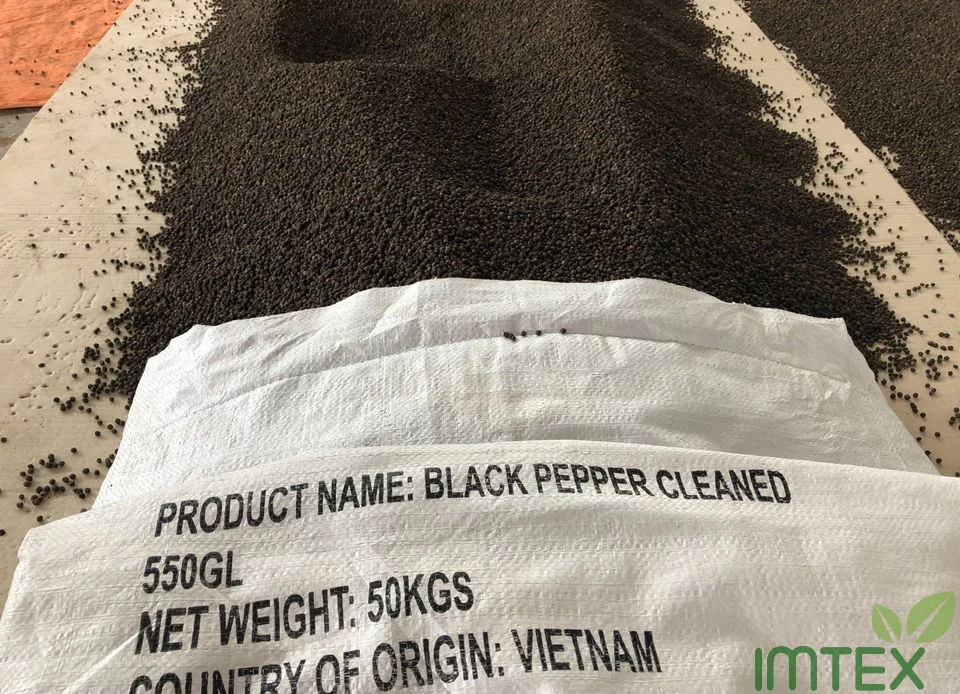 PRODUCT NAME: BLACK PEPPER CLEANED
550GL
NET WEIGHT: 50KGS
COUNTRY OF ORIGIN: VIETNAM
IMTEX